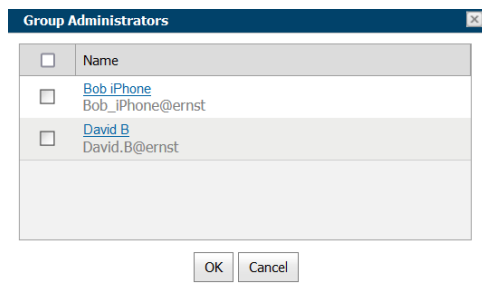 Group Administrators
Name
Bob iPhone
Bob_iPhone@ernst
David B
David.B@ernst
OK Cancel